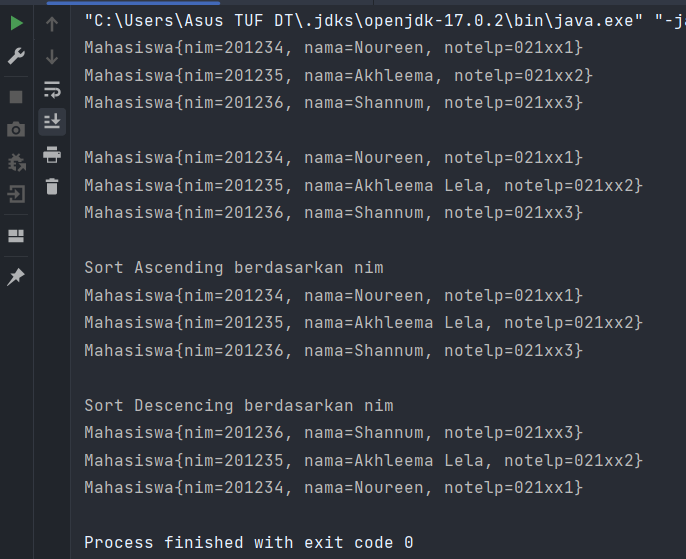 "C:\Users\Asus TUF DT\.jdks\openjdk-17.0.2\bin\java.exe" "-ja
Mahasiswa{nim=201234, nama=Noureen, notelp=021xx1}
Mahasiswa{nim=201235, nama=Akhleema, notelp=021xx2}
Mahasiswa{nim=201236, nama=Shannum, notelp=021xx3}
Mahasiswa{nim=201234, nama=Noureen, notelp=021xx1}
Mahasiswa{nim=201235, nama=Akhleema Lela, notelp=021xx2}
Mahasiswa{nim=201236, nama=Shannum, notelp=021xx3}
Sort Ascending berdasarkan nim
Mahasiswa{nim=201234, nama=Noureen, notelp=021xx1}
Mahasiswa{nim=201235, nama=Akhleema Lela, notelp=021xx2}
Mahasiswa{nim=201236, nama=Shannum, notelp=021xx3}
Sort Descencing berdasarkan nim
Mahasiswa{nim=201236, nama=Shannum, notelp=021xx3}
Mahasiswa{nim=201235, nama=Akhleema Lela, notelp=021xx2}
Mahasiswa{nim=201234, nama=Noureen, notelp=021xx1}
Process finished with exit code 0